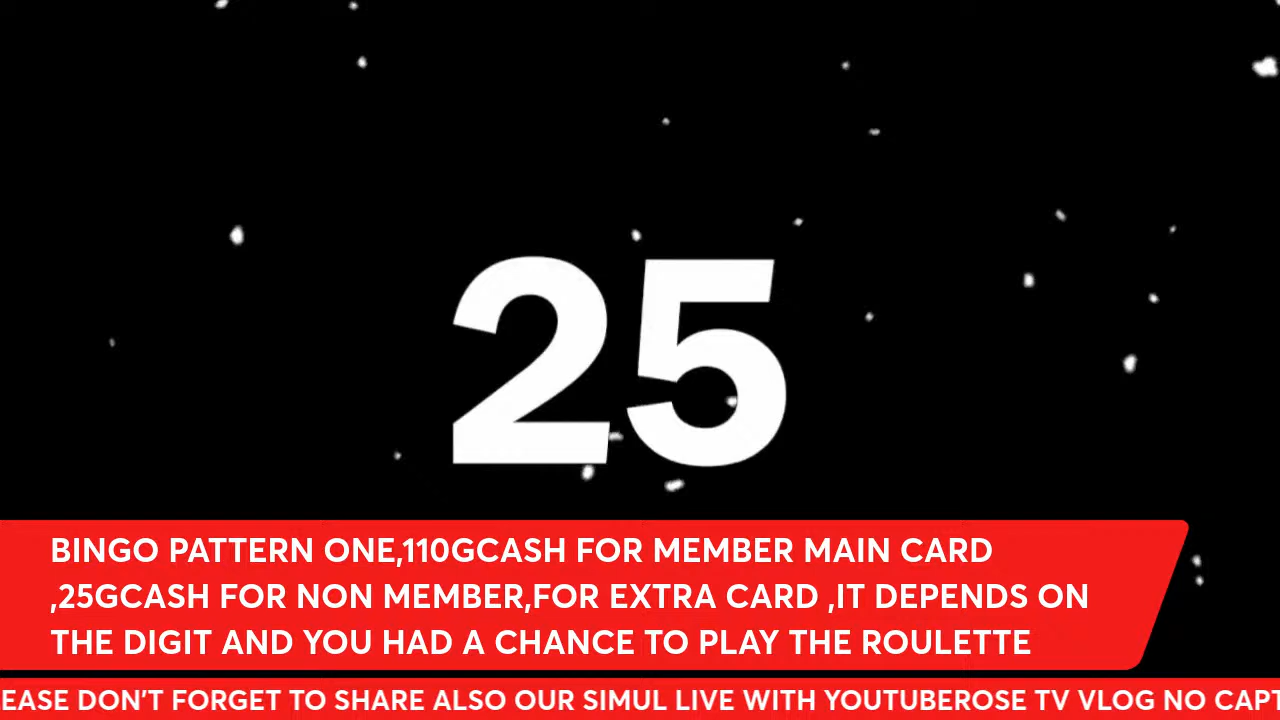 25
BINGO PATTERN ONE,110GCASH FOR MEMBER MAIN CARD
,25GCASH FOR NON MEMBER,FOR EXTRA CARD ,IT DEPENDS ON
THE DIGIT AND YOU HAD A CHANCE TO PLAY THE ROULETTE
EASE DON'T FORGET TO SHARE ALSO OUR SIMUL LIVE WITH YOUTUBEROSE TV VLOG NO CAPT